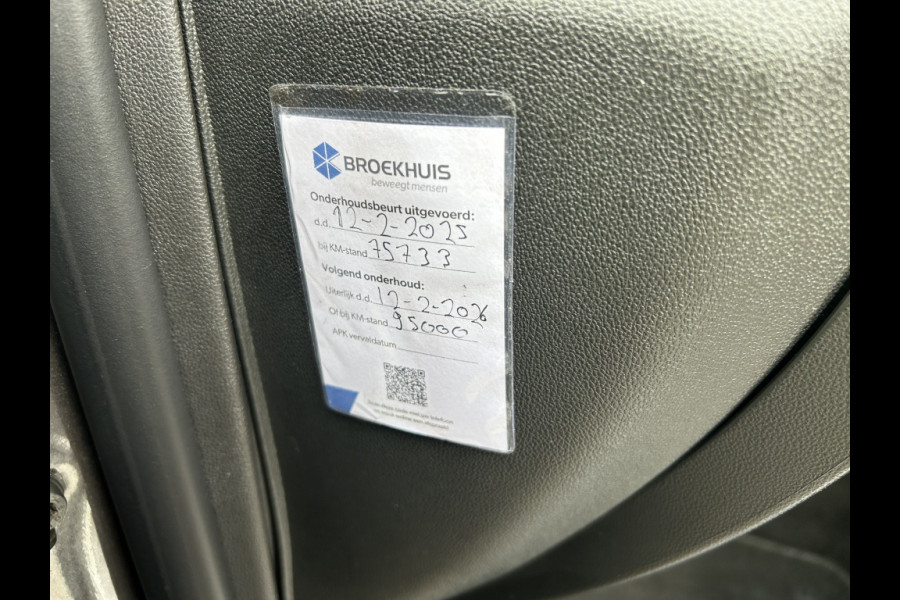 BROEKHUIS
beweegt mensen
Onderhoudsbeurt uitgevoerd:
d.d. 12-2-2025
bij KM-stand 75733
Volgend onderhoud:
Uiterlijk d.d. 12-2-2026
Of bij KM-stand 95000
APK vervaldatum